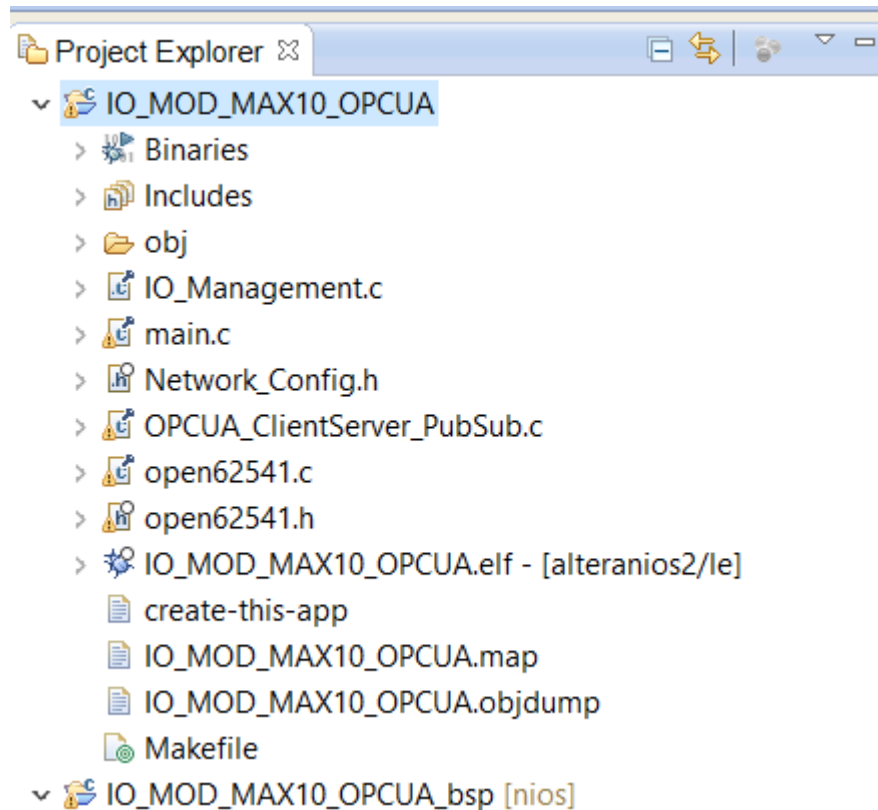 Project Explorer
IO_MOD_MAX10_OPCUA
Binaries
Includes
obj
IO_Management.c
main.c
Network_Config.h
OPCUA_ClientServer_PubSub.c
open62541.c
open62541.h
IO_MOD_MAX10_OPCUA.elf - [alteranios2/le]
create-this-app
IO_MOD_MAX10_OPCUA.map
IO_MOD_MAX10_OPCUA.objdump
Makefile
IO_MOD_MAX10_OPCUA_bsp [nios]